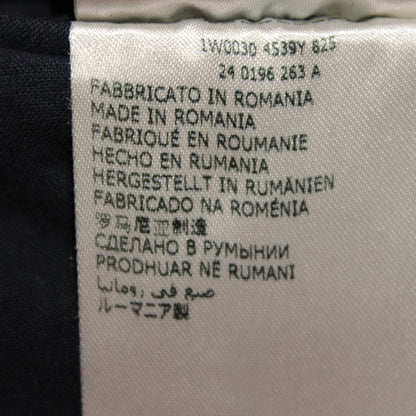 1W0030 4539Y 825
24 0196 263 A
FABBRICATO IN ROMANIA
MADE IN ROMANIA
FABRIQUÉ EN ROUMANIE
HECHO EN RUMANIA
HERGESTELLT IN RUMÄNIEN
FABRICADO NA ROMÉNIA
罗马尼亚制造
СДЕЛАНО В РУМЫНИИ
PRODHUAR NË RUMANI
صنع في رومانيا
ルーマニア製